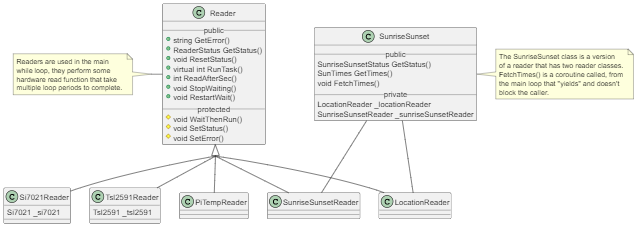 Reader
public
string GetError()
ReaderStatus GetStatus()
void ResetStatus()
virtual int RunTask()
int ReadAfterSec()
void StopWaiting()
void RestartWait()
protected
void WaitThenRun()
void SetStatus()
void SetError()
Readers are used in the main
while loop, they perform some
hardware read function that take
multiple loop periods to complete.
SunriseSunset
public
SunriseSunsetStatus GetStatus()
SunTimes GetTimes()
void FetchTimes()
private
LocationReader _locationReader
SunriseSunsetReader _sunriseSunsetReader
The SunriseSunset class is a version
of a reader that has two reader classes.
FetchTimes() is a coroutine called, from
the main loop that "yields" and doesn't
block the caller.
Si7021Reader
Si7021 _si7021
Tsl2591Reader
Tsl2591 _tsl2591
PiTempReader
SunriseSunsetReader
LocationReader